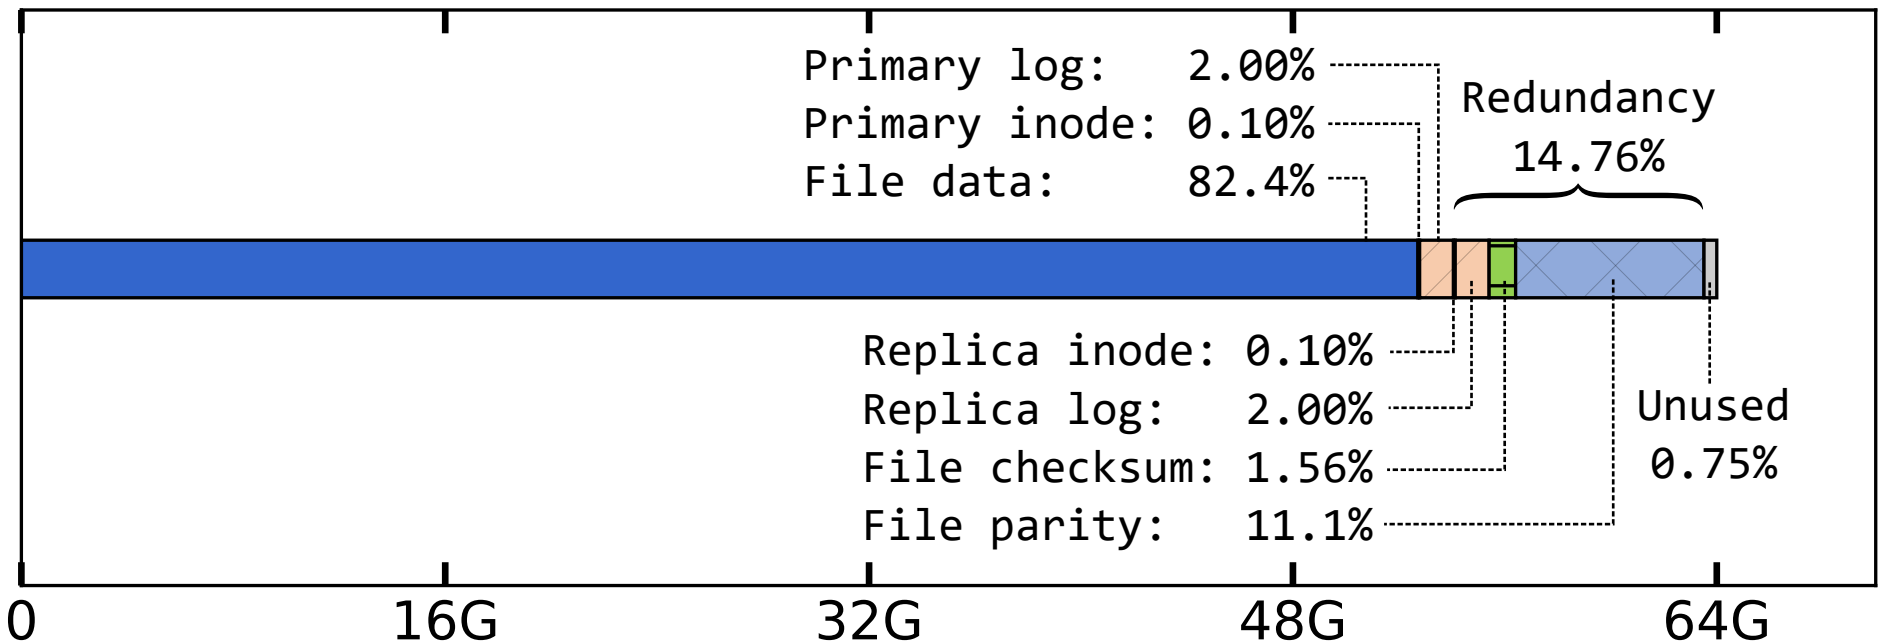 Primary log: 2.00%
Primary inode: 0.10%
File data: 82.4%
Redundancy
14.76%
Replica inode: 0.10%
Replica log: 2.00%
File checksum: 1.56%
File parity: 11.1%
Unused
0.75%
0 16G 32G 48G 64G